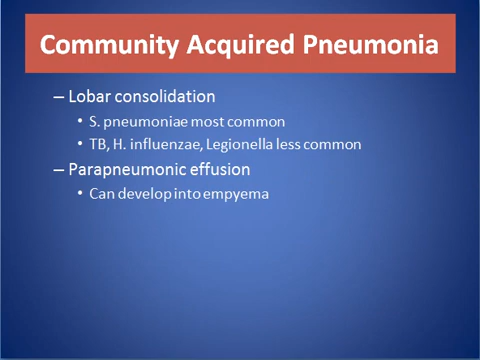 Community Acquired Pneumonia
– Lobar consolidation
• S. pneumoniae most common
• TB, H. influenzae, Legionella less common
– Parapneumonic effusion
• Can develop into empyema